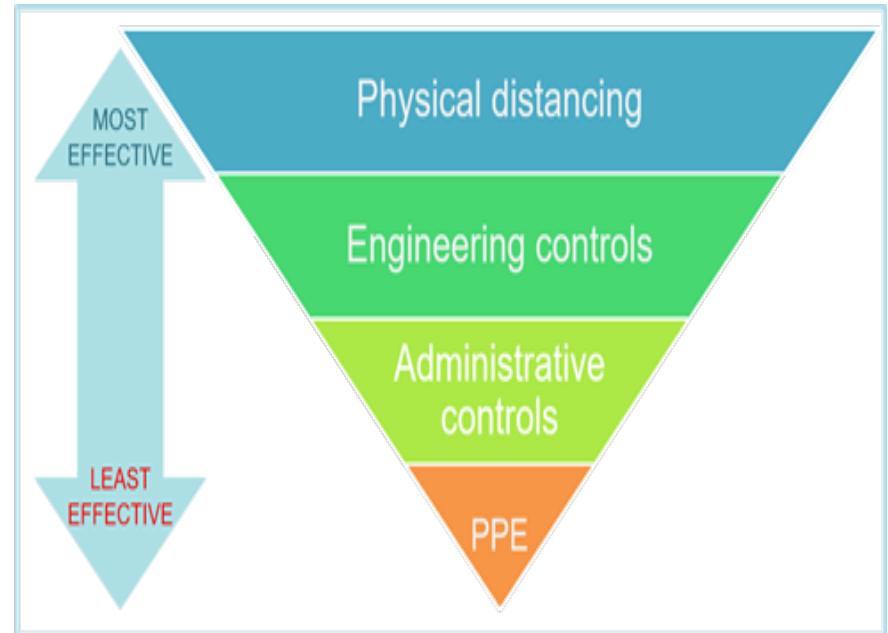 Physical distancing
MOST
EFFECTIVE
Engineering controls
Administrative
controls
LEAST
EFFECTIVE
PPE